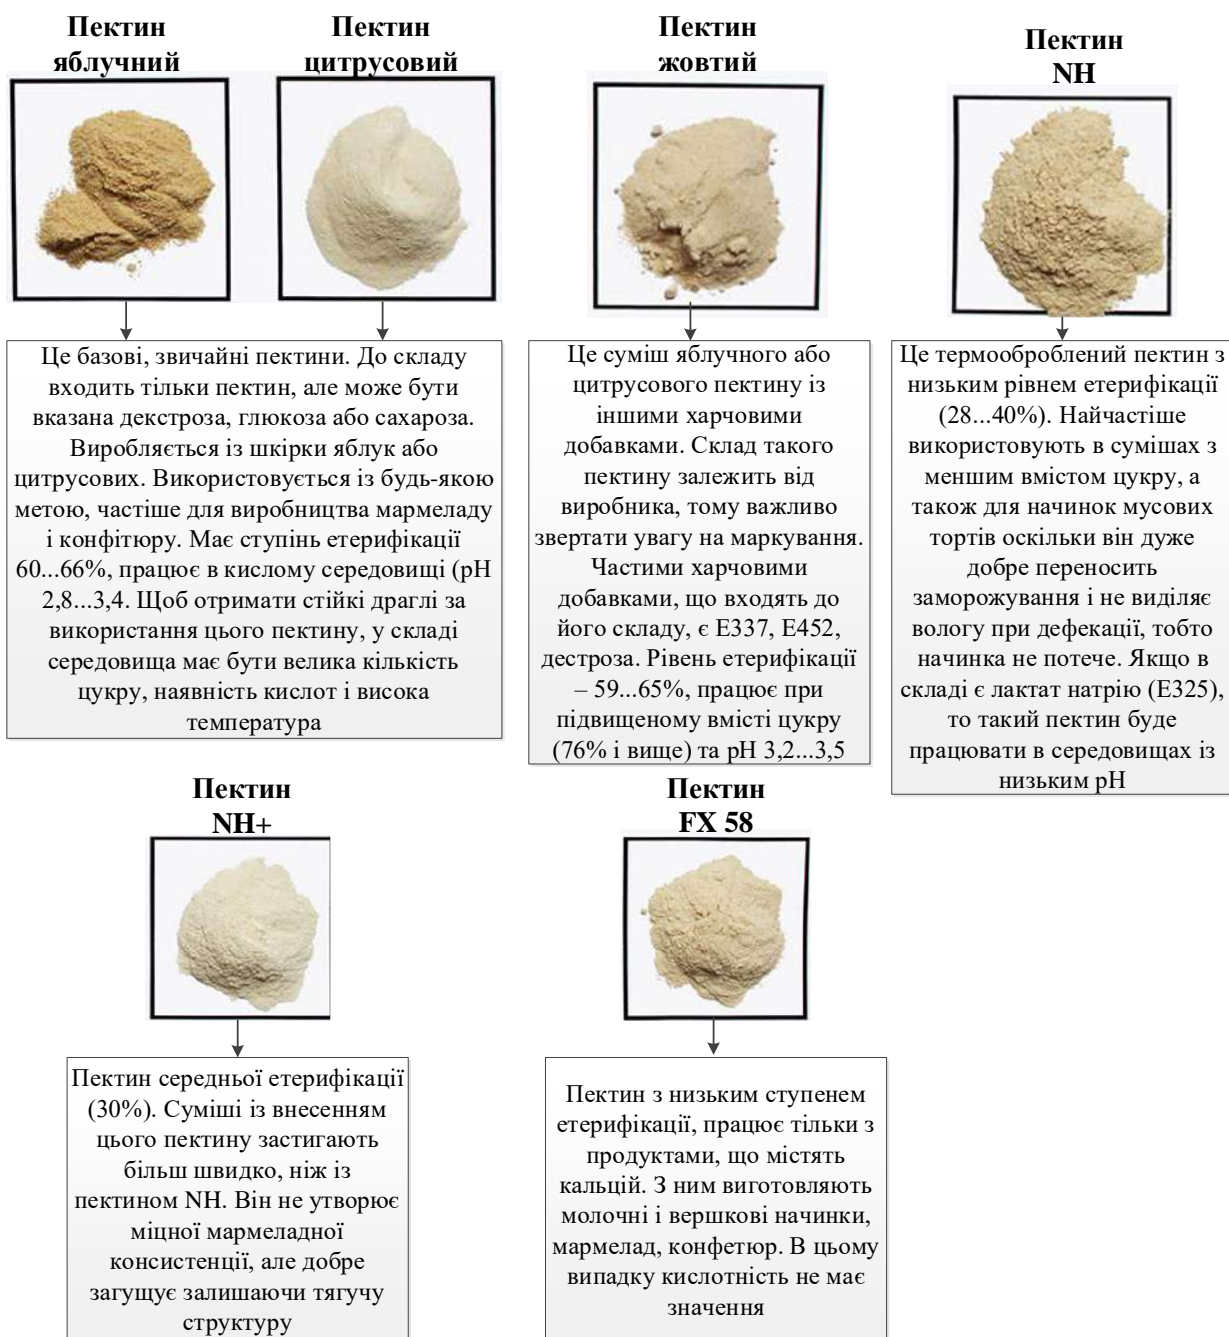 Пектин
яблучний
Пектин
цитрусовий
Пектин
жовтий
Пектин
NH
Це базові, звичайні пектини. До складу
входить тільки пектин, але може бути
вказана декстроза, глюкоза або сахароза.
Виробляється із шкірки яблук або
цитрусових. Використовується із будь-якою
метою, частіше для виробництва мармеладу
і конфітюру. Має ступінь етерифікації
60...66%, працює в кислому середовищі (pH
2,8...3,4. Щоб отримати стійкі драглі за
використання цього пектину, у складі
середовища має бути велика кількість
цукру, наявність кислот і висока
температура
Це суміш яблучного або
цитрусового пектину із
іншими харчовими
добавками. Склад такого
пектину залежить від
виробника, тому важливо
звертати увагу на маркування.
Частими харчовими
добавками, що входять до
його складу, є Е337, Е452,
дестроза. Рівень етерифікації
– 59...65%, працює при
підвищеному вмісті цукру
(76% і вище) та pH 3,2...3,5
Це термооброблений пектин з
низьким рівнем етерифікації
(28...40%). Найчастіше
використовують в сумішах з
меншим вмістом цукру, а
також для начинок мусових
тортів оскільки він дуже
добре переносить
заморожування і не виділяє
вологу при дефекації, тобто
начинка не потече. Якщо в
складі є лактат натрію (Е325),
то такий пектин буде
працювати в середовищах із
низьким pH
Пектин
NH+
Пектин
FX 58
Пектин середньої етерифікації
(30%). Суміші із внесенням
цього пектину застигають
більш швидко, ніж із
пектином NH. Він не утворює
міцної мармеладної
консистенції, але добре
загущує залишаючи тягучу
структуру
Пектин з низьким ступенем
етерифікації, працює тільки з
продуктами, що містять
кальцій. З ним виготовляють
молочні і вершкові начинки,
мармелад, конфетюр. В цьому
випадку кислотність не має
значення